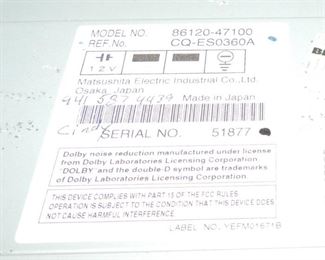 MODEL NO. 86120-47100
REF.No. CQ-ES0360A
12V
Matsushita Electric Industrial Co.,Ltd.
Osaka, Japan
Made in Japan
Cindy
SERIAL NO. 51877
Dolby noise reduction manufactured under license
from Dolby Laboratories Licensing Corporation
'DOLBY' and the double-D symbol are trademarks
of Dolby Laboratories Licensing Corporation.
THIS DEVICE COMPLIES WITH PART 15 OF THE FCC RULES
OPERATION IS SUBJECT TO THE CONDITION THAT THIS DEVICE DOES
NOT CAUSE HARMFUL INTERFERENCE
LABEL NO. YEFM01671B